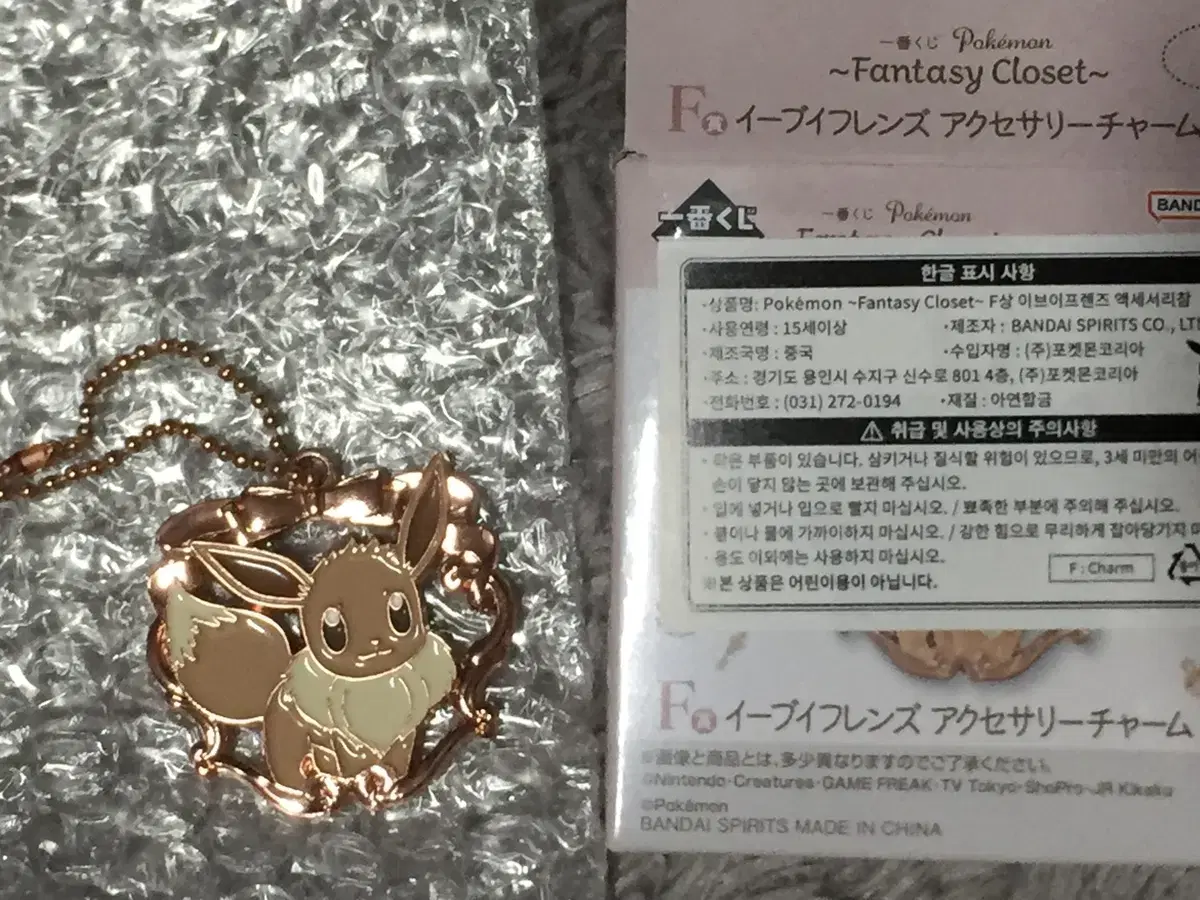 一番くじ Pokémon
~Fantasy Closet~
F賞 イーブイフレンズ アクセサリーチャーム
一番くじ
一番くじ Pokémon
BAND
한글 표시 사항
·상품명: Pokémon ~Fantasy Closet~ F상 이브이프렌즈 액세서리참
·사용연령 : 15세이상 ·제조자 : BANDAI SPIRITS CO., LT
·제조국명 : 중국 ·수입자명 : (주)포켓몬코리아
·주소 : 경기도 용인시 수지구 신수로 801 4층, (주)포켓몬코리아
·전화번호 : (031) 272-0194 ·재질 : 아연합금
⚠ 취급 및 사용상의 주의사항
· 작은 부품이 있습니다. 삼키거나 질식할 위험이 있으므로, 3세 미만의 어
손이 닿지 않는 곳에 보관해 주십시오.
· 입에 넣거나 입으로 빨지 마십시오. / 뾰족한 부분에 주의해 주십시오.
· 불이나 물에 가까이하지 마십시오. / 강한 힘으로 무리하게 잡아당기지 마
· 용도 이외에는 사용하지 마십시오.
※본 상품은 어린이용이 아닙니다.
F : Charm
F賞 イーブイフレンズ アクセサリーチャーム
※画像と商品とは、多少異なりますのでご了承ください。
©Nintendo·Creatures·GAME FREAK·TV Tokyo·ShoPro·JR Kikaku
©Pokémon
BANDAI SPIRITS MADE IN CHINA